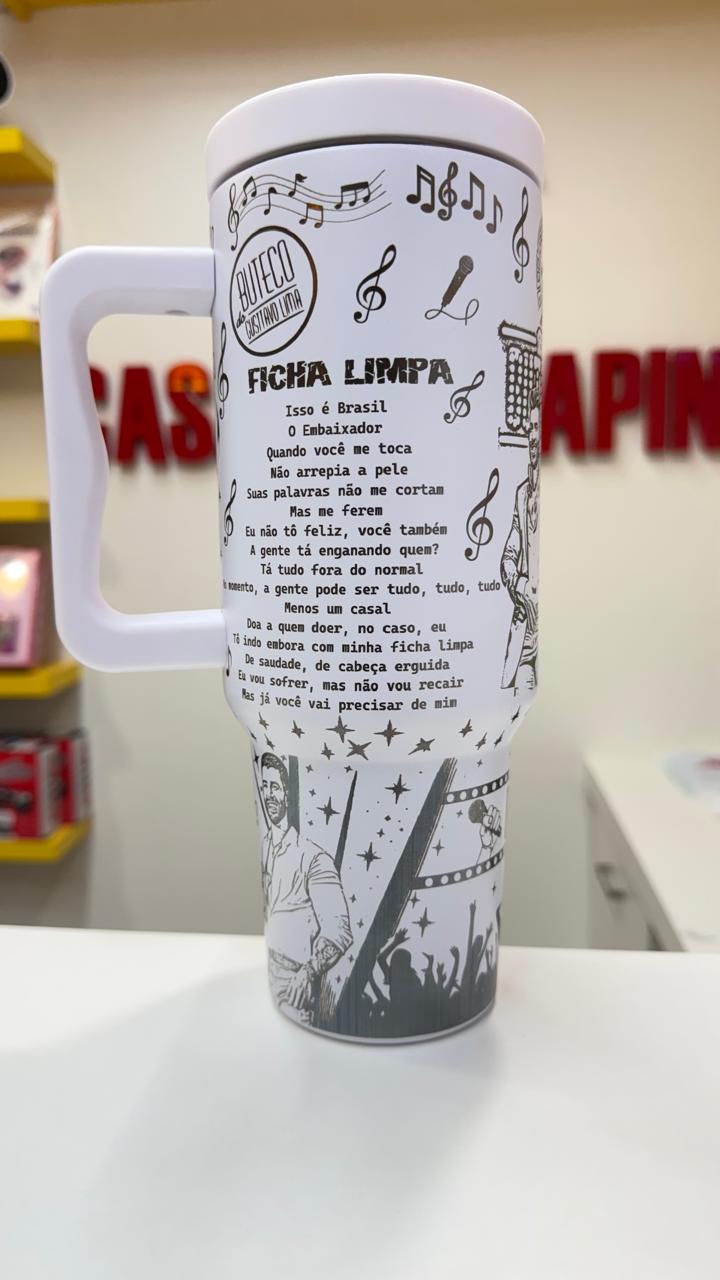 BUTECO
do
GUSTTAVO LIMA
FICHA LIMPA
Isso é Brasil
O Embaixador
Quando você me toca
Não arrepia a pele
Suas palavras não me cortam
Mas me ferem
Eu não tô feliz, você também
A gente tá enganando quem?
Tá tudo fora do normal
momento, a gente pode ser tudo, tudo, tudo
Menos um casal
Doa a quem doer, no caso, eu
Tô indo embora com minha ficha limpa
De saudade, de cabeça erguida
Eu vou sofrer, mas não vou recair
Mas já você vai precisar de mim
CAS
APIN